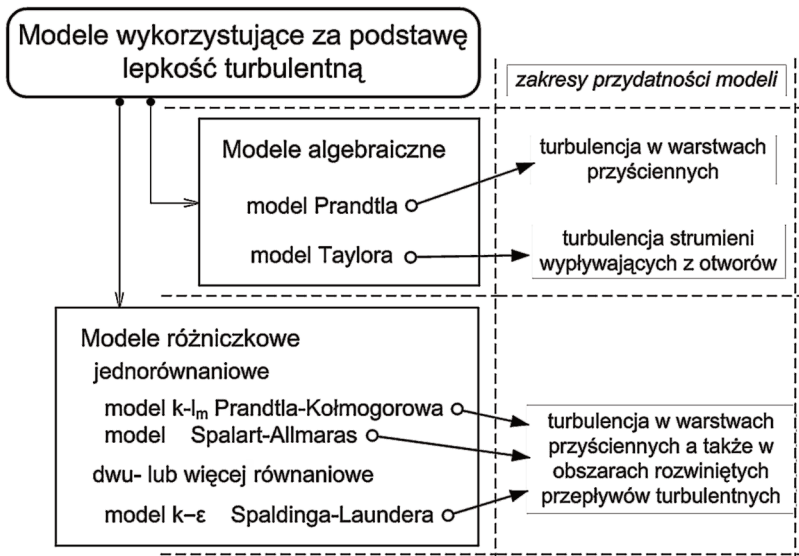 Modele wykorzystujące za podstawę
lepkość turbulentną
zakresy przydatności modeli
Modele algebraiczne
model Prandtla
model Taylora
turbulencja w warstwach
przyściennych
turbulencja strumieni
wypływających z otworów
Modele różniczkowe
jednorównaniowe
model k-lₘ Prandtla-Kołmogorowa
model Spalart-Allmaras
dwu- lub więcej równaniowe
model k–ε Spaldinga-Laundera
turbulencja w warstwach
przyściennych a także w
obszarach rozwiniętych
przepływów turbulentnych